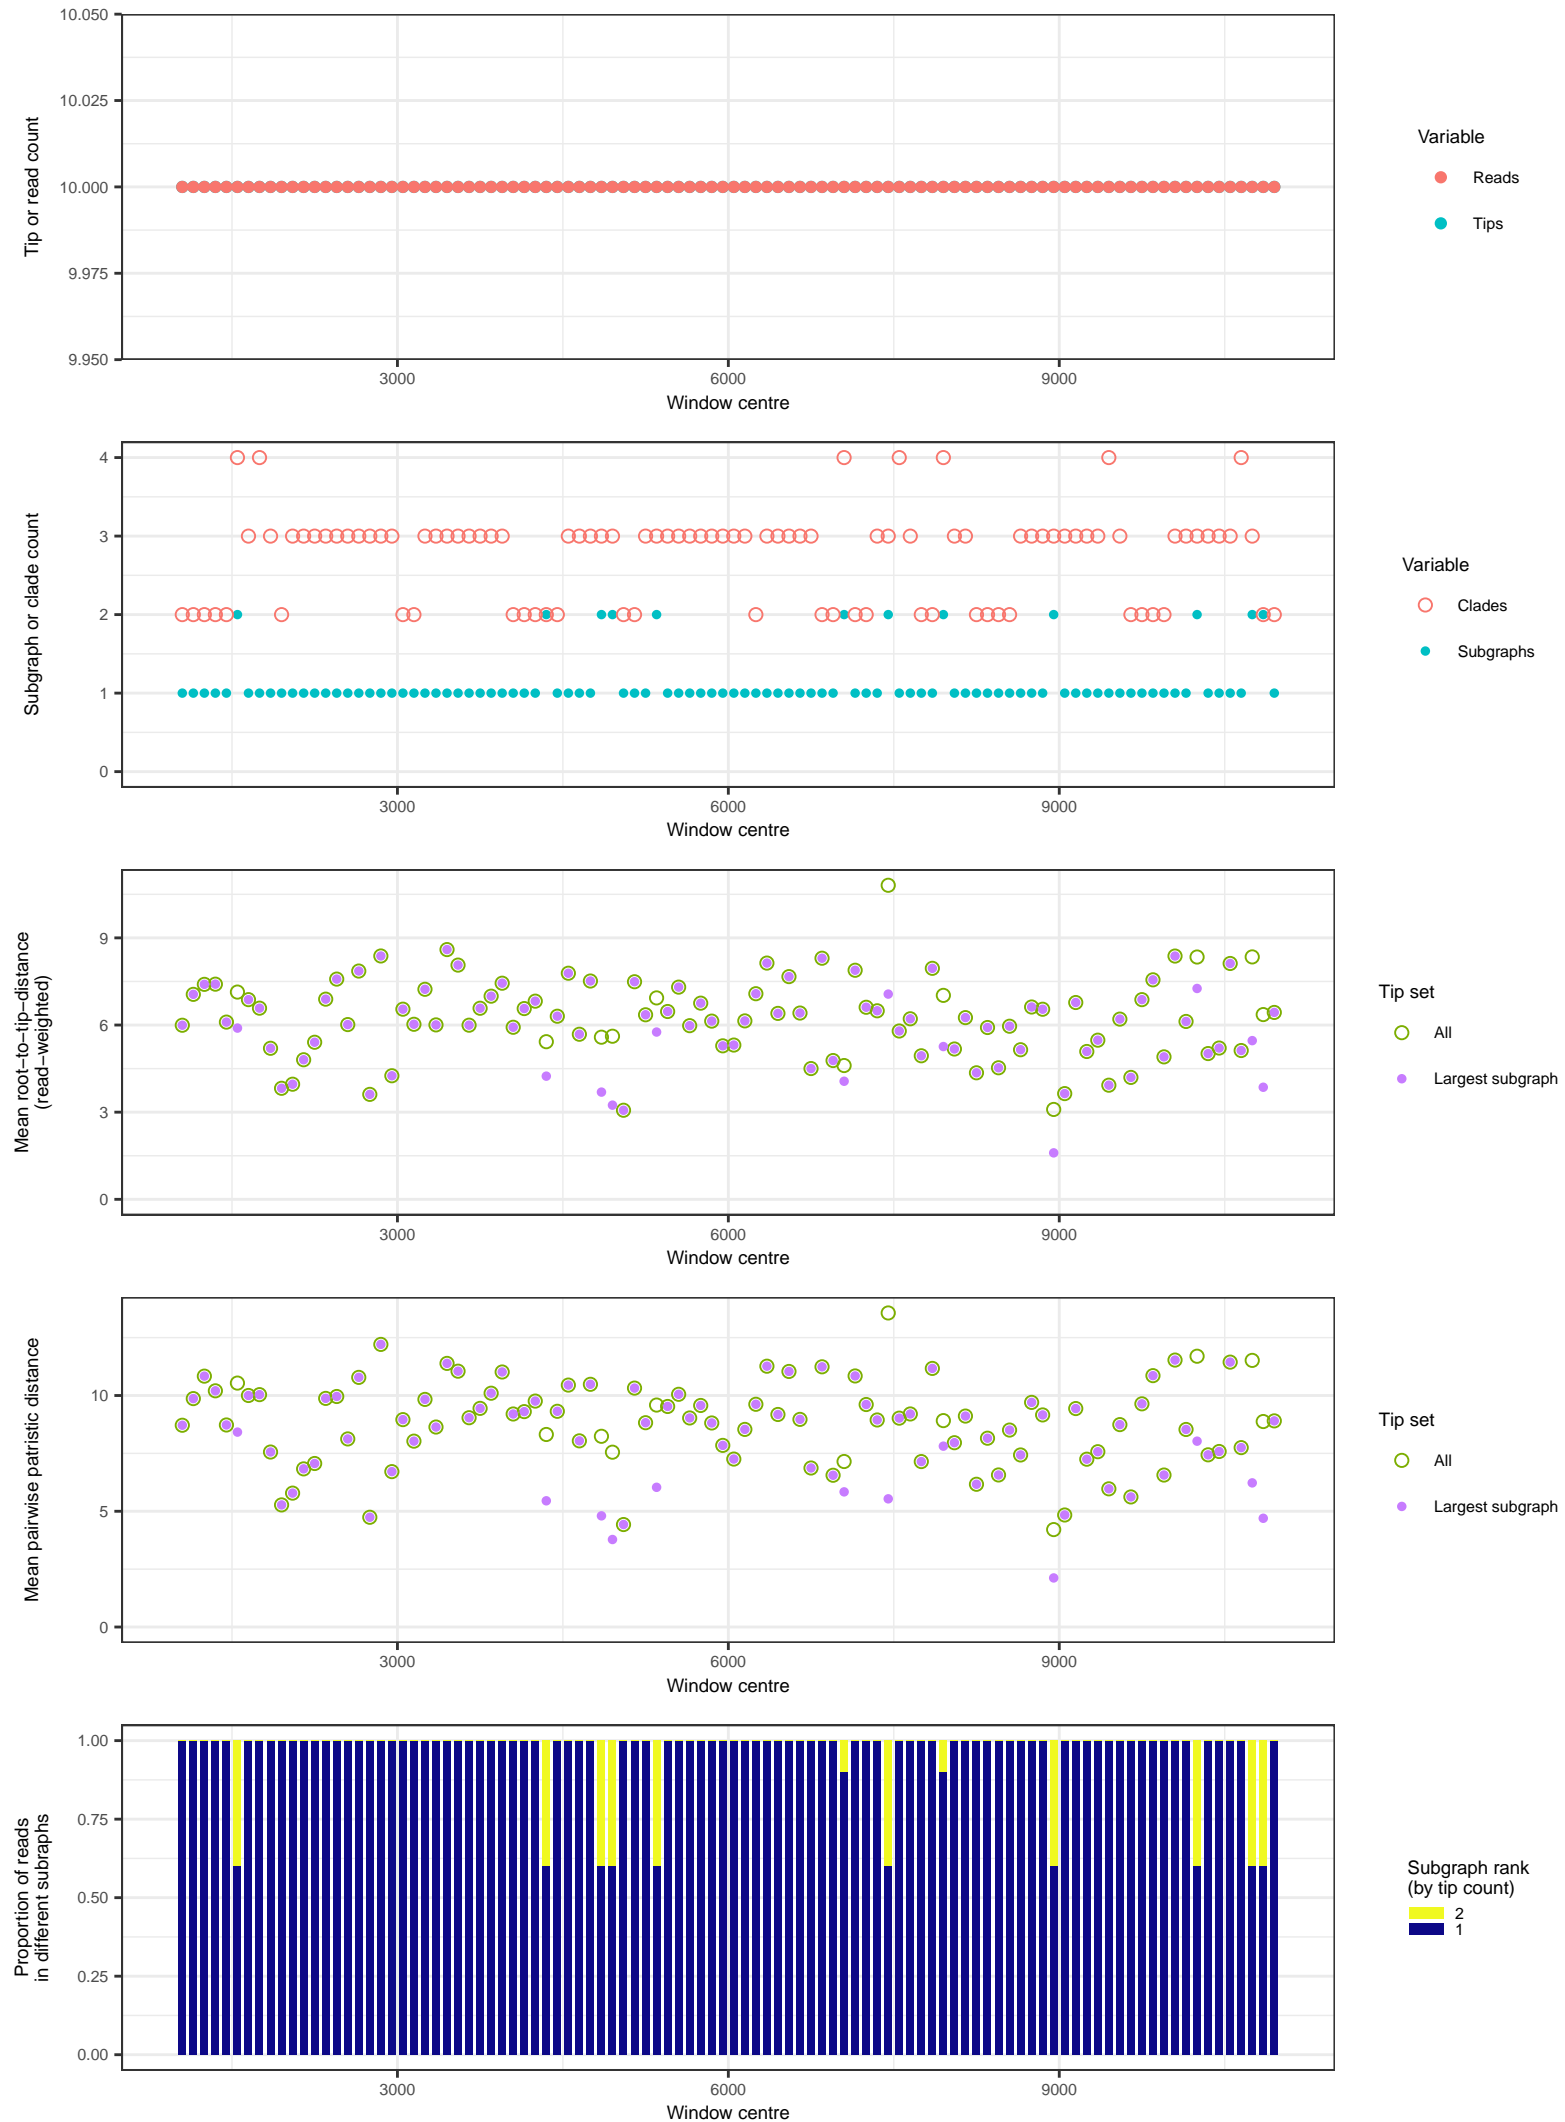 10.050
10.025
10.000
9.975
9.950
Tip or read count
3000 6000 9000
Window centre
Variable
Reads
Tips
4
3
2
1
0
Subgraph or clade count
3000 6000 9000
Window centre
Variable
Clades
Subgraphs
9
6
3
0
Mean root−to−tip−distance
(read−weighted)
3000 6000 9000
Window centre
Tip set
All
Largest subgraph
10
5
0
Mean pairwise patristic distance
3000 6000 9000
Window centre
Tip set
All
Largest subgraph
1.00
0.75
0.50
0.25
0.00
Proportion of reads
in different subraphs
3000 6000 9000
Window centre
Subgraph rank
(by tip count)
2
1